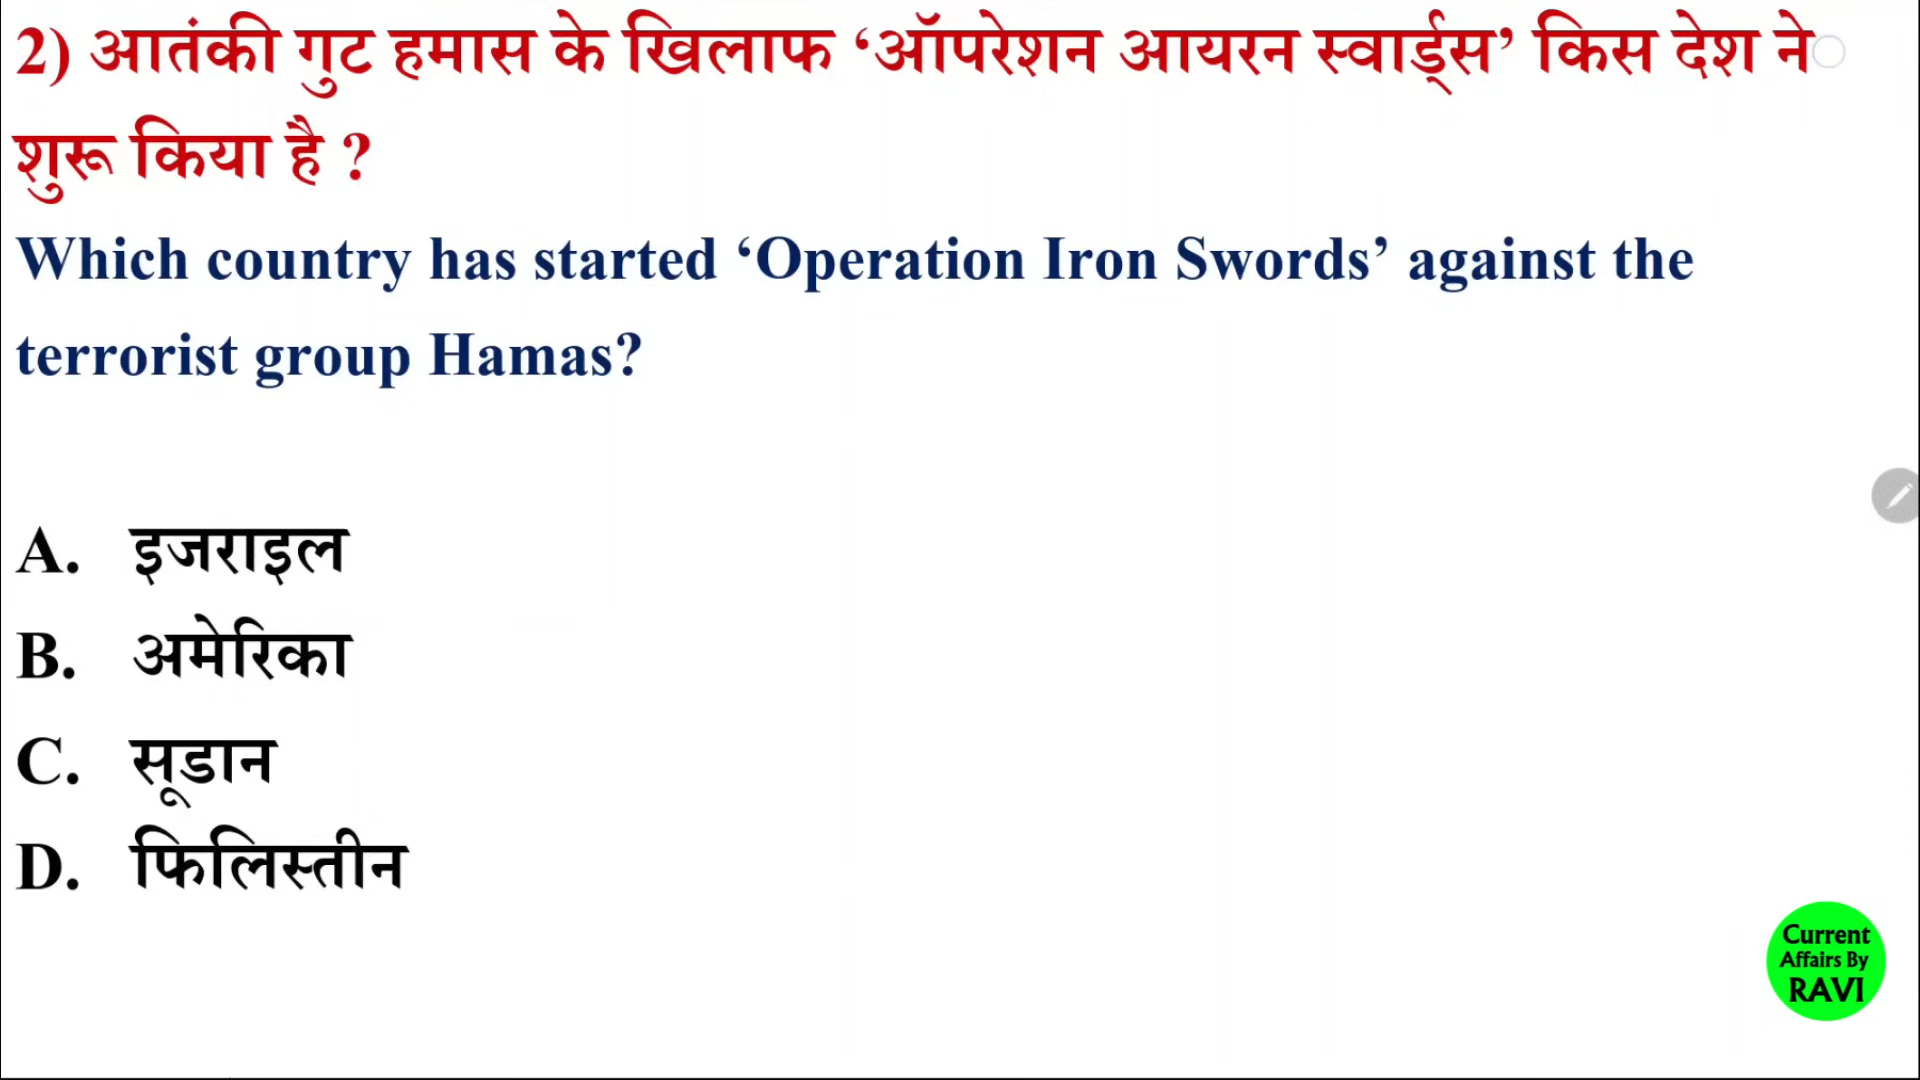 2) आतंकी गुट हमास के खिलाफ ‘ऑपरेशन आयरन स्वार्ड्स’ किस देश ने
शुरू किया है ?
Which country has started ‘Operation Iron Swords’ against the
terrorist group Hamas?
A. इजराइल
B. अमेरिका
C. सूडान
D. फिलिस्तीन
Current
Affairs By
RAVI